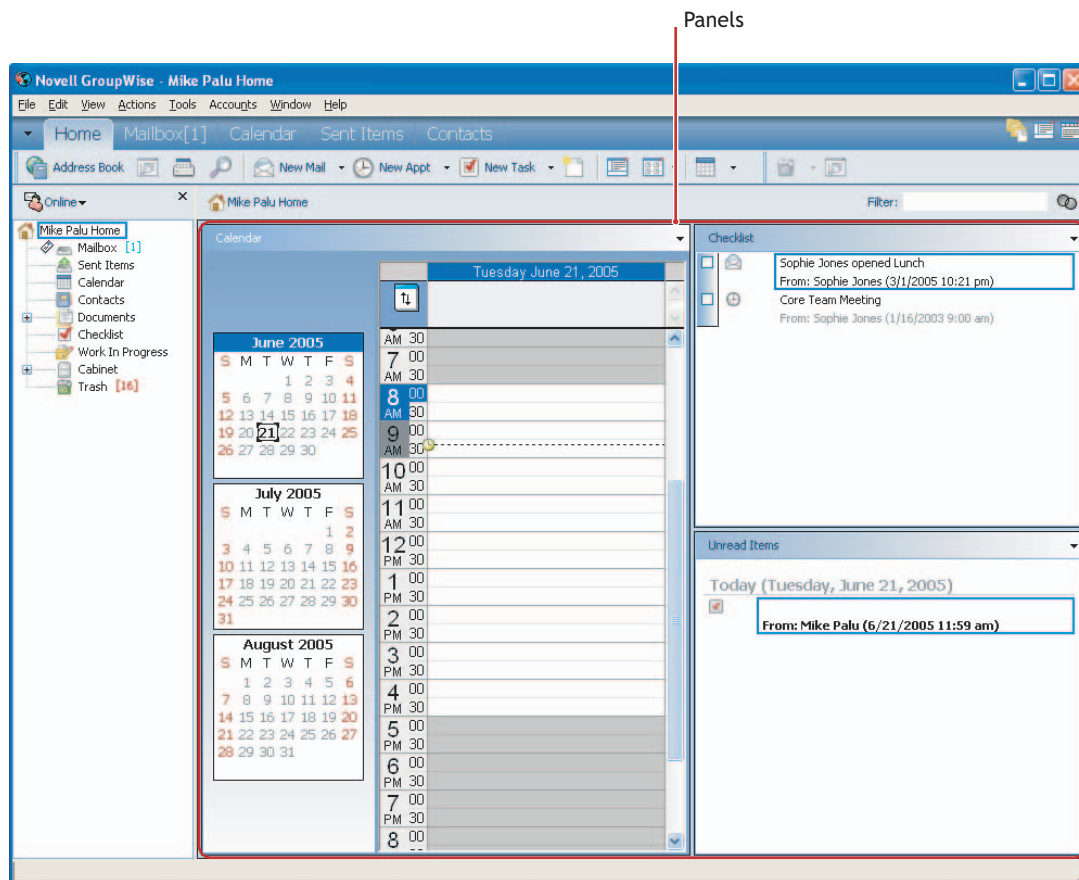 Panels
Novell GroupWise - Mike Palu Home
File Edit View Actions Tools Accounts Window Help
Home Mailbox[1] Calendar Sent Items Contacts
Address Book New Mail New Appt New Task
Online Mike Palu Home Filter:
Mike Palu Home
Mailbox [1]
Sent Items
Calendar
Contacts
Documents
Checklist
Work In Progress
Cabinet
Trash [16]
Calendar
June 2005
S M T W T F S
1 2 3 4
5 6 7 8 9 10 11
12 13 14 15 16 17 18
19 20 21 22 23 24 25
26 27 28 29 30
July 2005
S M T W T F S
1 2
3 4 5 6 7 8 9
10 11 12 13 14 15 16
17 18 19 20 21 22 23
24 25 26 27 28 29 30
31
August 2005
S M T W T F S
1 2 3 4 5 6
7 8 9 10 11 12 13
14 15 16 17 18 19 20
21 22 23 24 25 26 27
28 29 30 31
Tuesday June 21, 2005
AM 30
7 00
AM 30
8 00
AM 30
9 00
AM 30
10 00
AM 30
11 00
AM 30
12 00
PM 30
1 00
PM 30
2 00
PM 30
3 00
PM 30
4 00
PM 30
5 00
PM 30
6 00
PM 30
7 00
PM 30
8 00
Checklist
Sophie Jones opened Lunch
From: Sophie Jones (3/1/2005 10:21 pm)
Core Team Meeting
From: Sophie Jones (1/16/2003 9:00 am)
Unread Items
Today (Tuesday, June 21, 2005)
From: Mike Palu (6/21/2005 11:59 am)